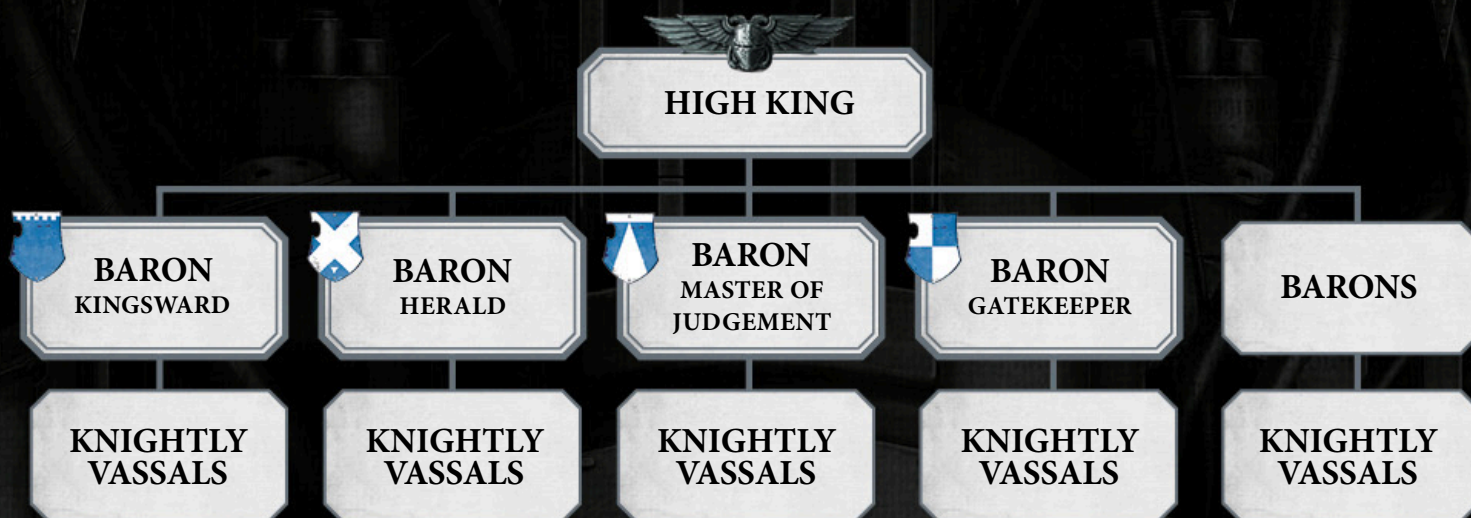 HIGH KING
BARON
KINGSWARD
BARON
HERALD
BARON
MASTER OF
JUDGEMENT
BARON
GATEKEEPER
BARONS
KNIGHTLY
VASSALS
KNIGHTLY
VASSALS
KNIGHTLY
VASSALS
KNIGHTLY
VASSALS
KNIGHTLY
VASSALS